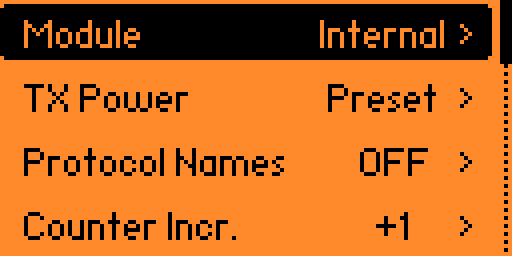 Module Internal >
TX Power Preset >
Protocol Names OFF >
Counter Incr. +1 >